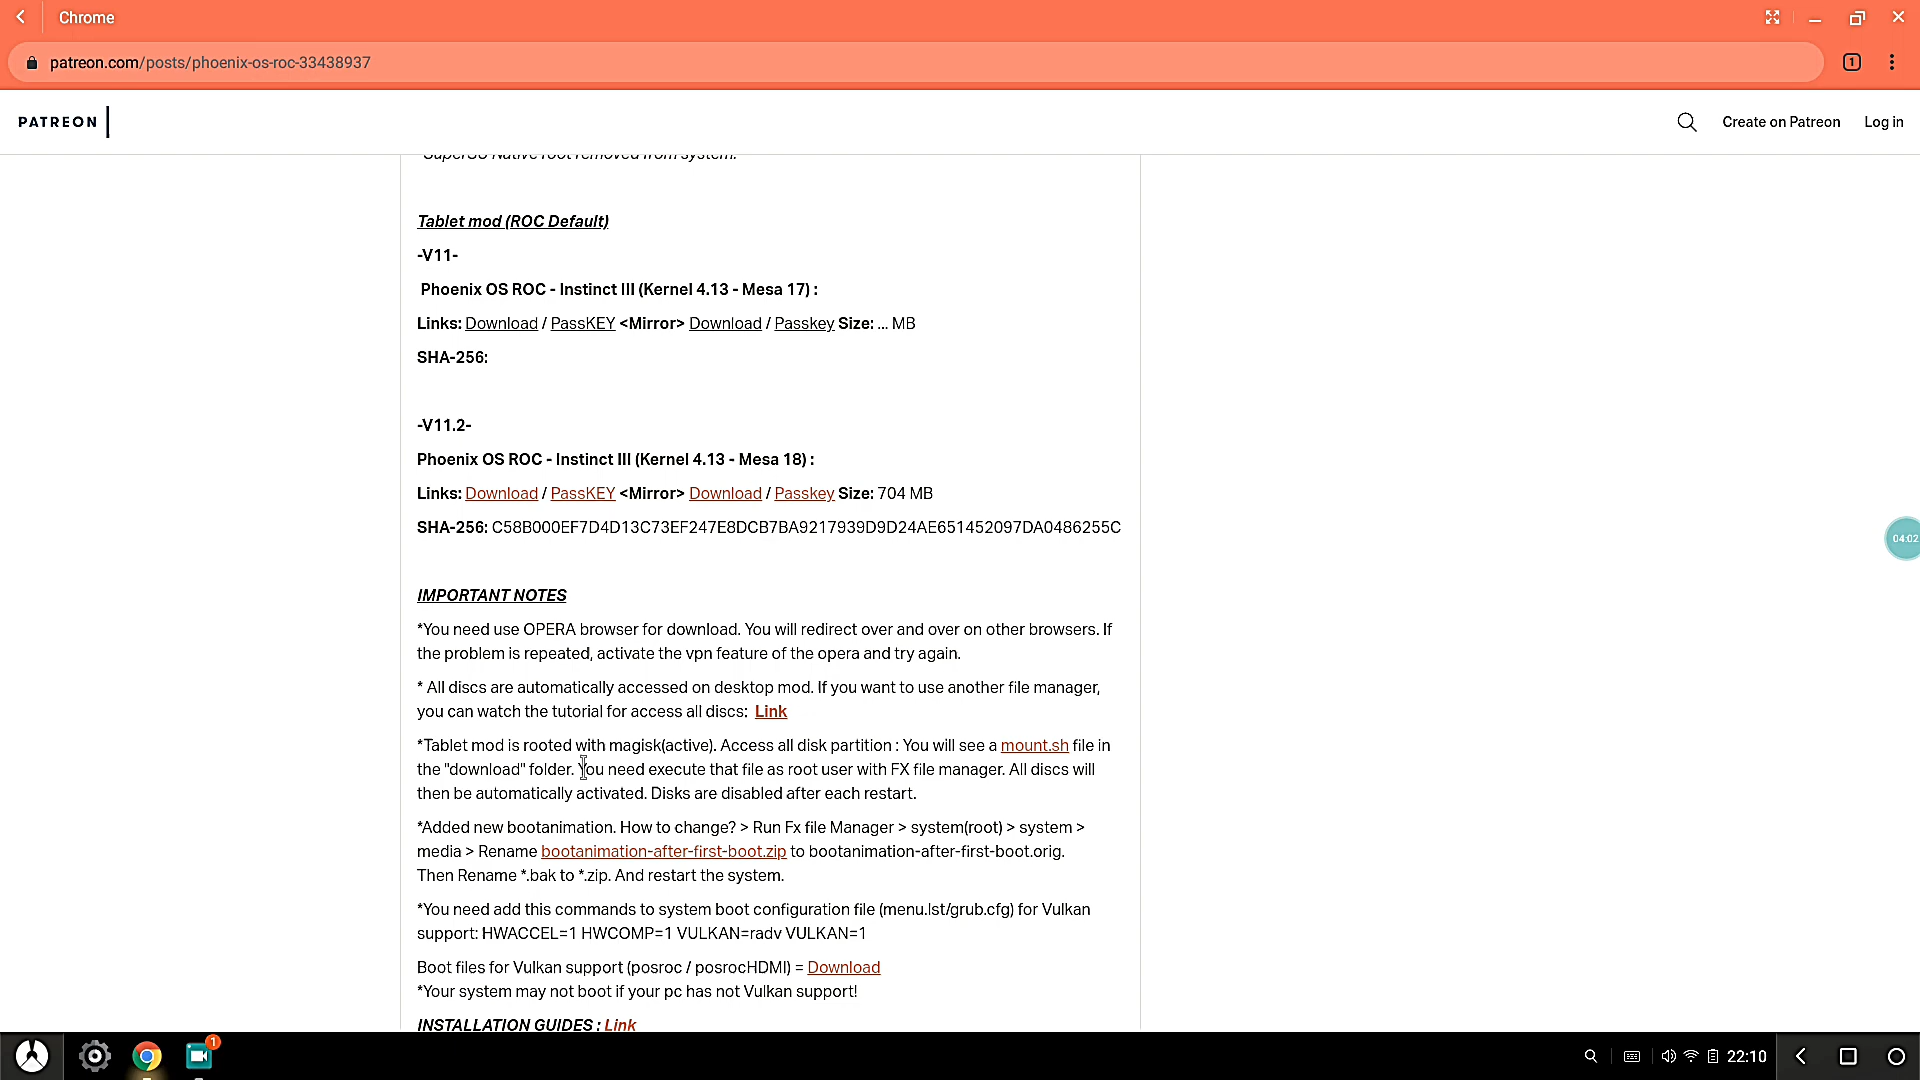 Chrome
patreon.com/posts/phoenix-os-roc-33438937
1
PATREON
Create on Patreon
Log in
*SuperSU Native root removed from system.
Tablet mod (ROC Default)
-V11-
Phoenix OS ROC - Instinct III (Kernel 4.13 - Mesa 17) :
Links: Download / PassKEY <Mirror> Download / Passkey Size: ... MB
SHA-256:
-V11.2-
Phoenix OS ROC - Instinct III (Kernel 4.13 - Mesa 18) :
Links: Download / PassKEY <Mirror> Download / Passkey Size: 704 MB
SHA-256: C58B000EF7D4D13C73EF247E8DCB7BA9217939D9D24AE651452097DA0486255C
04:02
IMPORTANT NOTES
*You need use OPERA browser for download. You will redirect over and over on other browsers. If
the problem is repeated, activate the vpn feature of the opera and try again.
* All discs are automatically accessed on desktop mod. If you want to use another file manager,
you can watch the tutorial for access all discs: Link
*Tablet mod is rooted with magisk(active). Access all disk partition : You will see a mount.sh file in
the "download" folder. You need execute that file as root user with FX file manager. All discs will
then be automatically activated. Disks are disabled after each restart.
*Added new bootanimation. How to change? > Run Fx file Manager > system(root) > system >
media > Rename bootanimation-after-first-boot.zip to bootanimation-after-first-boot.orig.
Then Rename *.bak to *.zip. And restart the system.
*You need add this commands to system boot configuration file (menu.lst/grub.cfg) for Vulkan
support: HWACCEL=1 HWCOMP=1 VULKAN=radv VULKAN=1
Boot files for Vulkan support (posroc / posrocHDMI) = Download
*Your system may not boot if your pc has not Vulkan support!
INSTALLATION GUIDES : Link
1
22:10